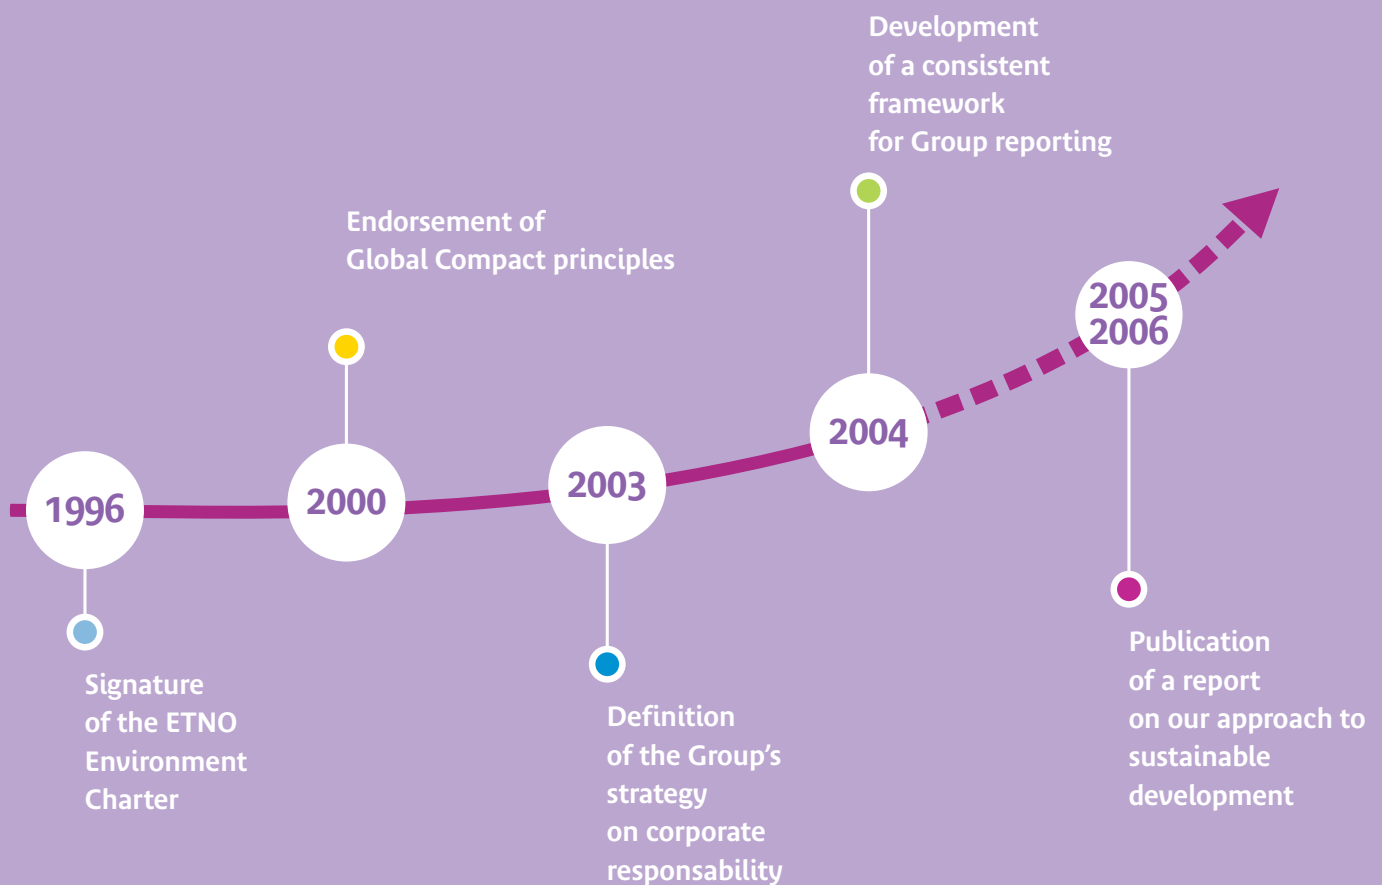 1996
Signature
of the ETNO
Environment
Charter
Endorsement of
Global Compact principles
2000
2003
Definition
of the Group's
strategy
on corporate
responsability
Development
of a consistent
framework
for Group reporting
2004
2005
2006
Publication
of a report
on our approach to
sustainable
development